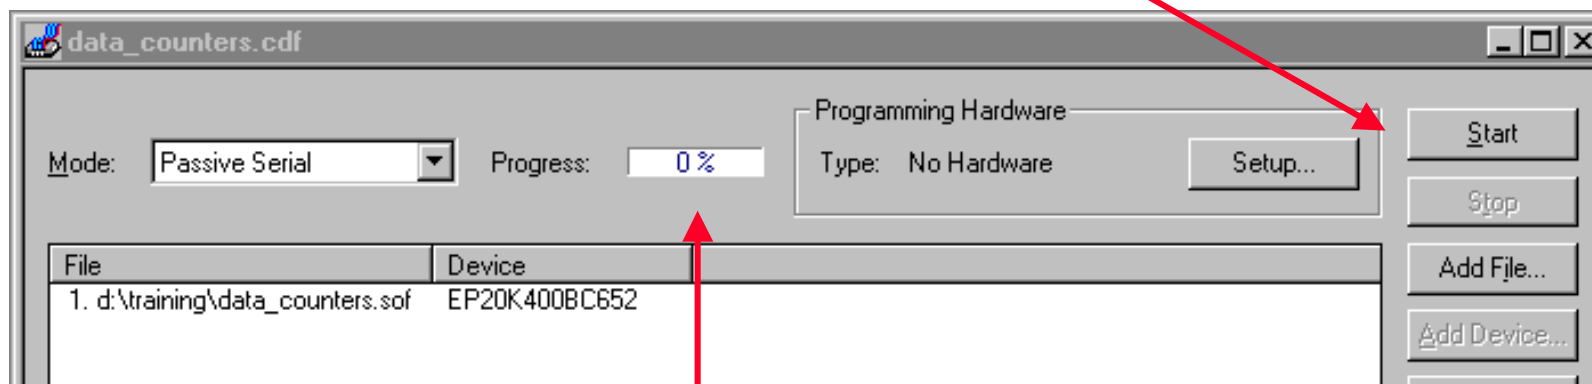 data_counters.cdf
Programming Hardware
Mode: Passive Serial Progress: 0 % Type: No Hardware Setup... Start
Stop
File Device Add File...
1. d:\training\data_counters.sof EP20K400BC652
Add Device...